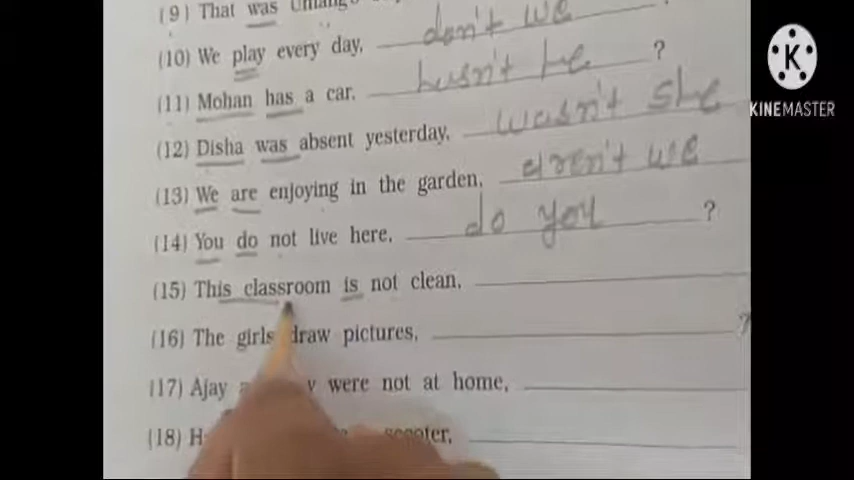 (9) That was
(10) We play every day, don't we
(11) Mohan has a car. hasn't he ?
(12) Disha was absent yesterday, wasn't she
(13) We are enjoying in the garden, aren't we
(14) You do not live here, do you ?
(15) This classroom is not clean,
(16) The girls draw pictures, ?
(17) Ajay were not at home,
(18) scooter,
K
KINEMASTER